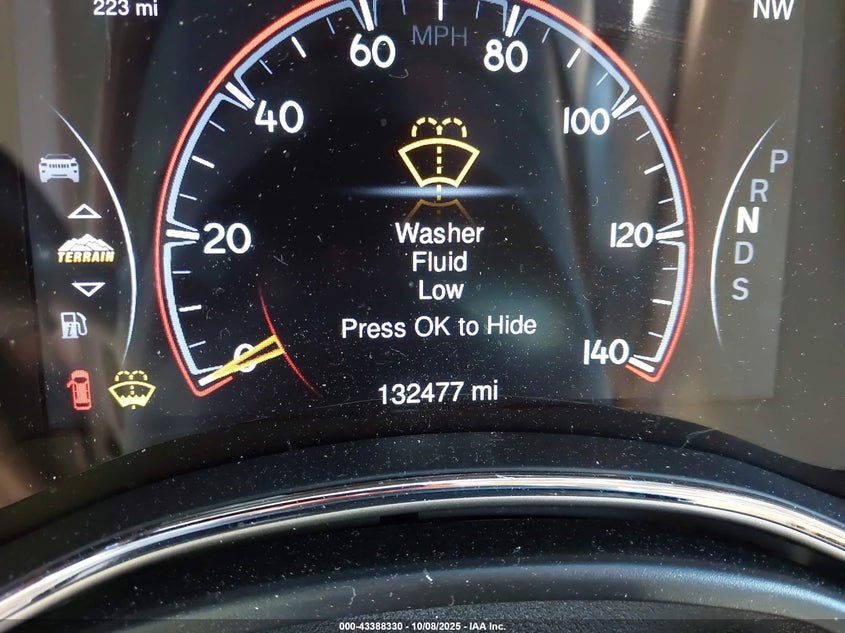 223 mi
NW
60
MPH
80
40
100
20
120
0
140
P
R
N
D
S
TERRAIN
Washer
Fluid
Low
Press OK to Hide
132477 mi
000-43388330 - 10/08/2025 - IAA Inc.